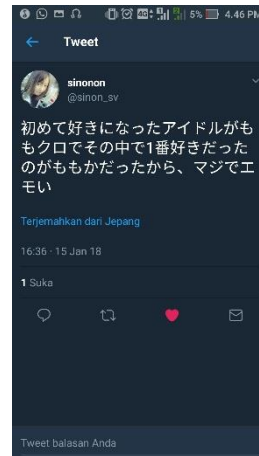 5% 4.46 PM
Tweet
sinonon
@sinon_sv
初めて好きになったアイドルがも
もクロでその中で1番好きだった
のがももかだったから、マジでエ
モい
Terjemahkan dari Jepang
16:36 · 15 Jan 18
1 Suka
Tweet balasan Anda